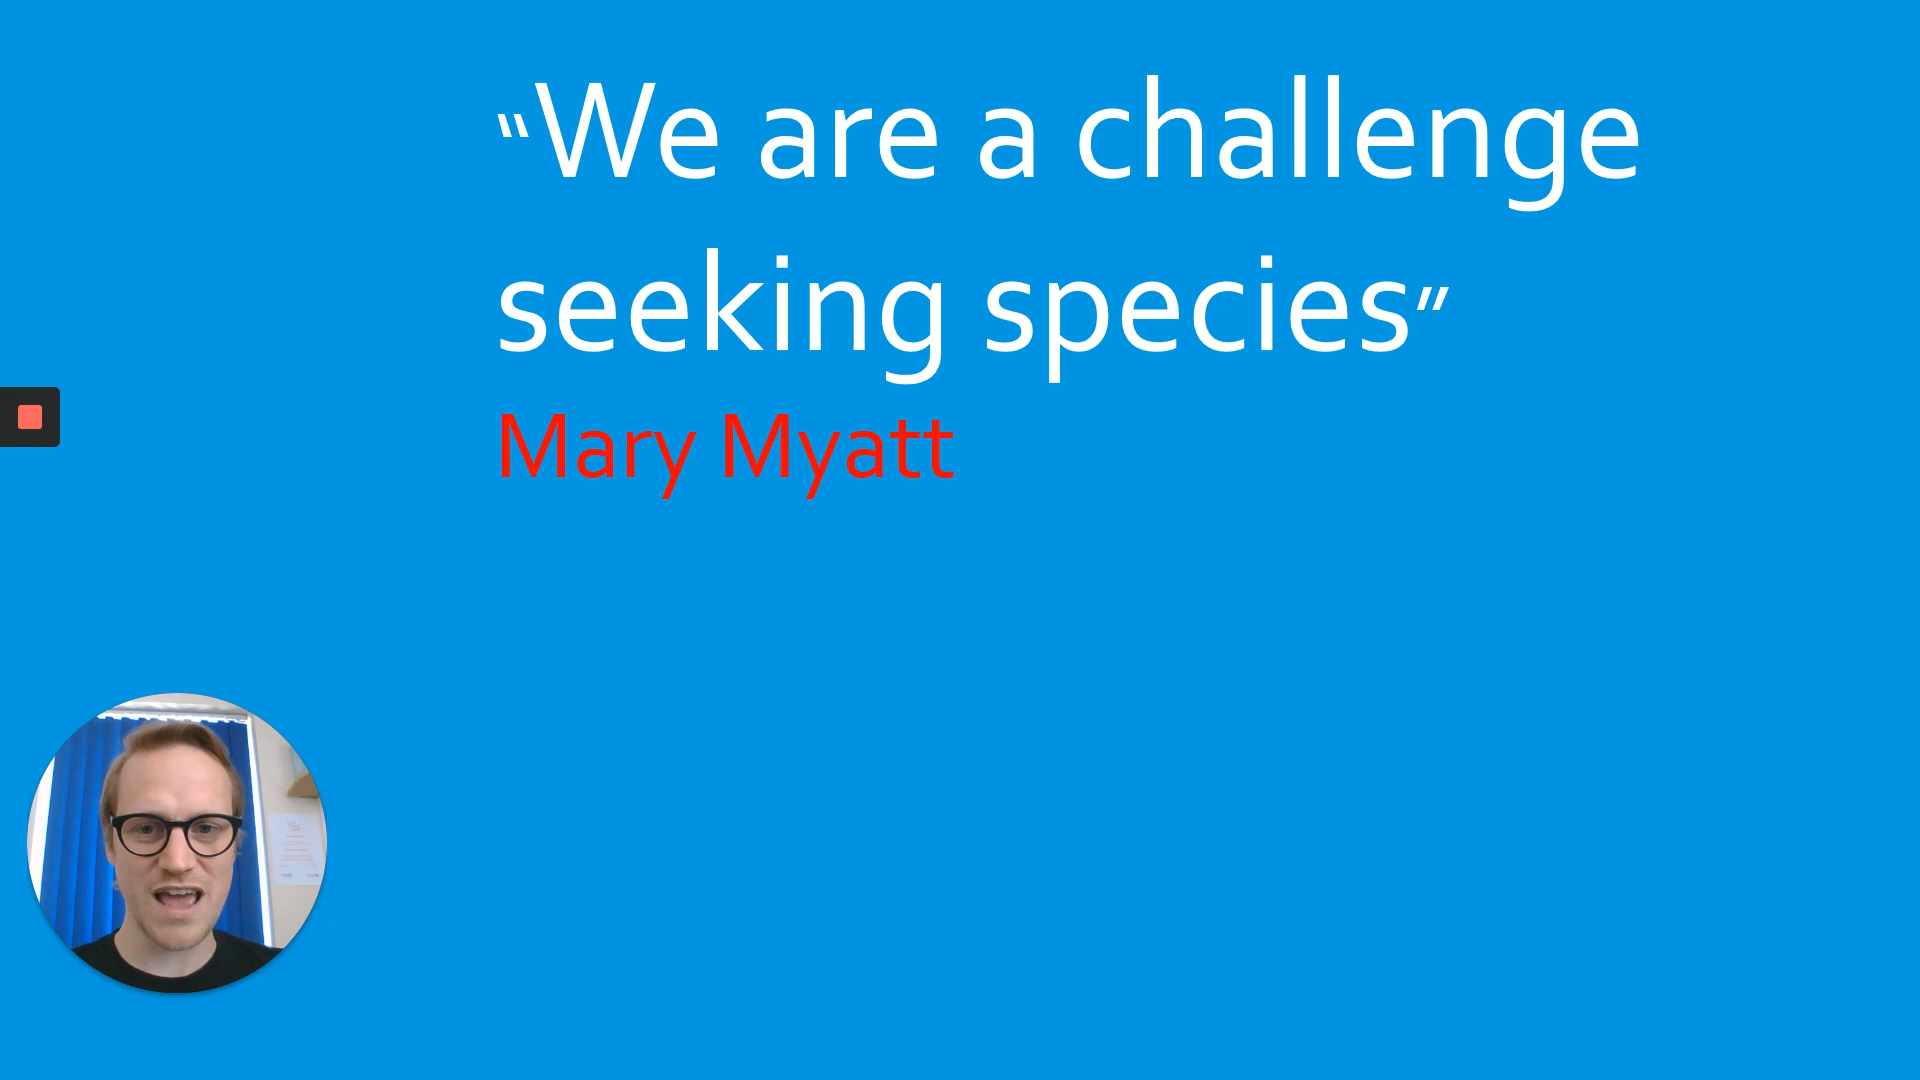 “We are a challenge
seeking species”
Mary Myatt